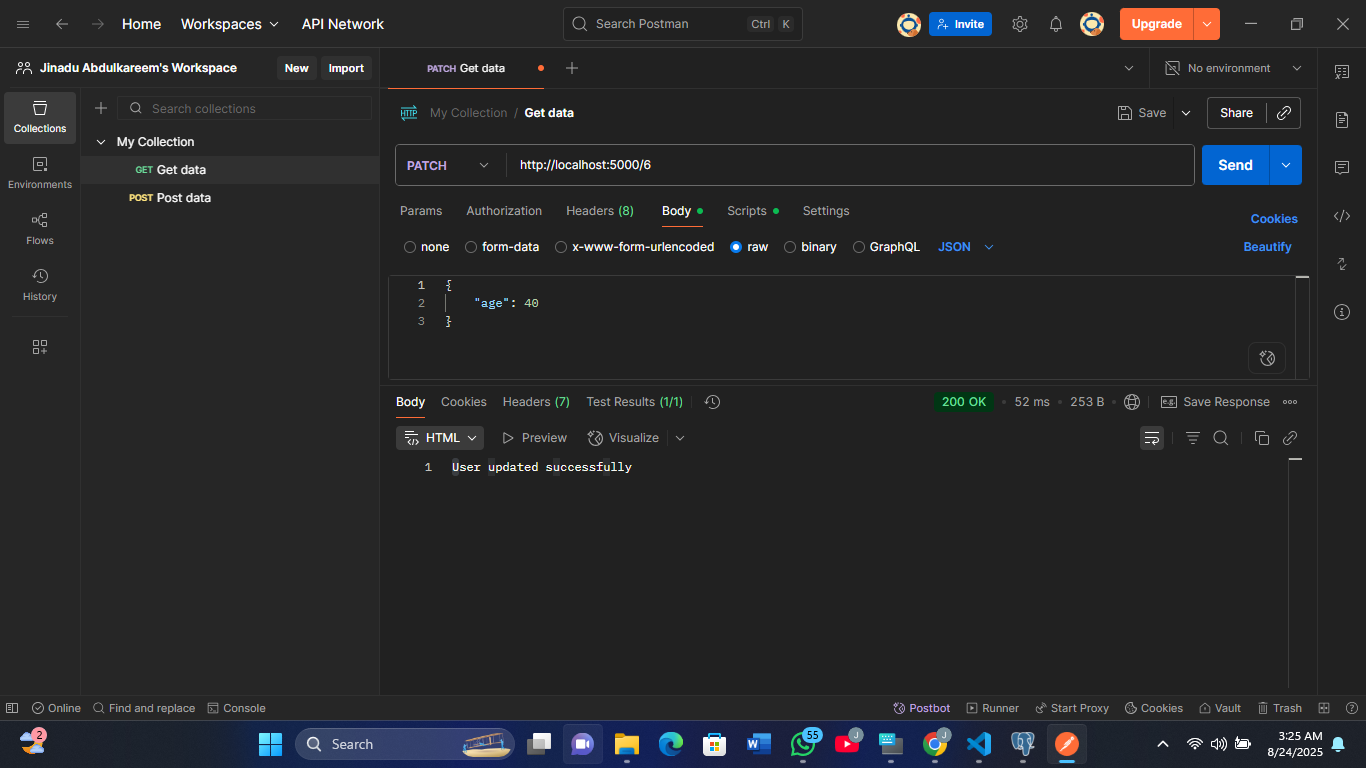 Home Workspaces API Network Search Postman Ctrl K Invite Upgrade
Jinadu Abdulkareem's Workspace New Import PATCH Get data No environment
Collections
Environments
Flows
History
Search collections
My Collection
GET Get data
POST Post data
HTTP My Collection / Get data Save Share
PATCH http://localhost:5000/6 Send
Params Authorization Headers (8) Body Scripts Settings Cookies
none form-data x-www-form-urlencoded raw binary GraphQL JSON Beautify
1 {
2 "age": 40
3 }
Body Cookies Headers (7) Test Results (1/1) 200 OK 52 ms 253 B e.g. Save Response
HTML Preview Visualize
1 User updated successfully
Online Find and replace Console Postbot Runner Start Proxy Cookies Vault Trash
2 Search 55 J J 3:25 AM
8/24/2025